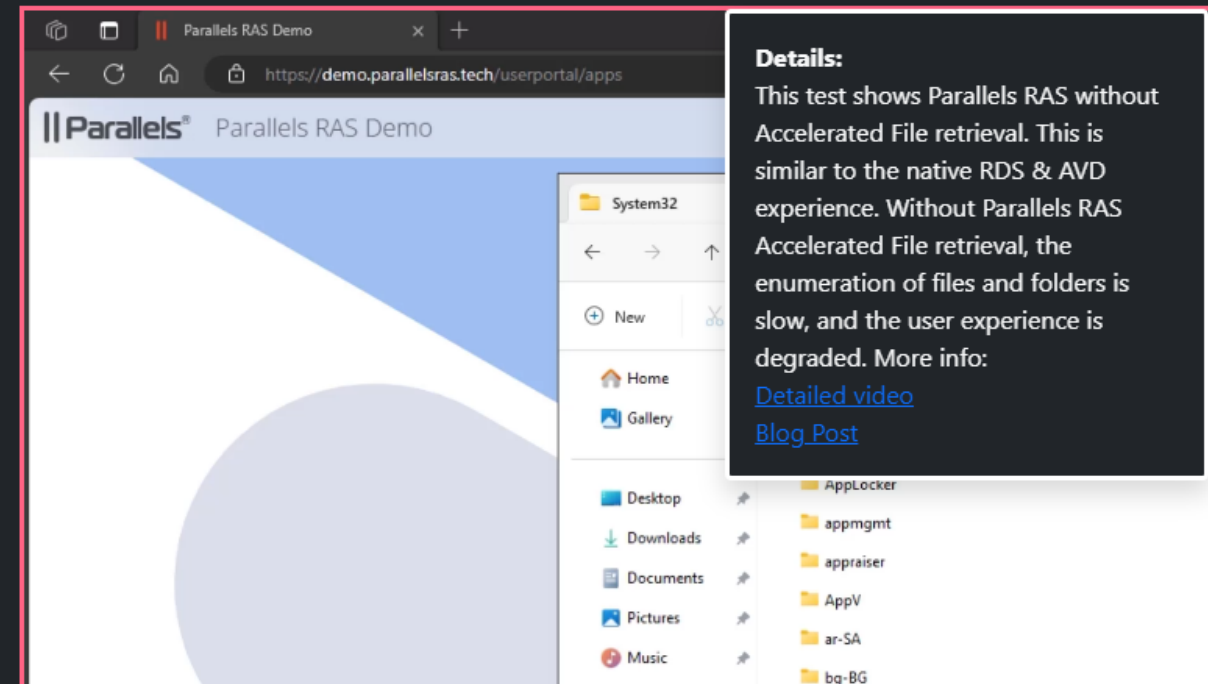 Parallels RAS Demo
https://demo.parallelsras.tech/userportal/apps
Parallels® Parallels RAS Demo
System32
New
Home
Gallery
Desktop
Downloads
Documents
Pictures
Music
Details:
This test shows Parallels RAS without
Accelerated File retrieval. This is
similar to the native RDS & AVD
experience. Without Parallels RAS
Accelerated File retrieval, the
enumeration of files and folders is
slow, and the user experience is
degraded. More info:
Detailed video
Blog Post
AppLocker
appmgmt
appraiser
AppV
ar-SA
bg-BG